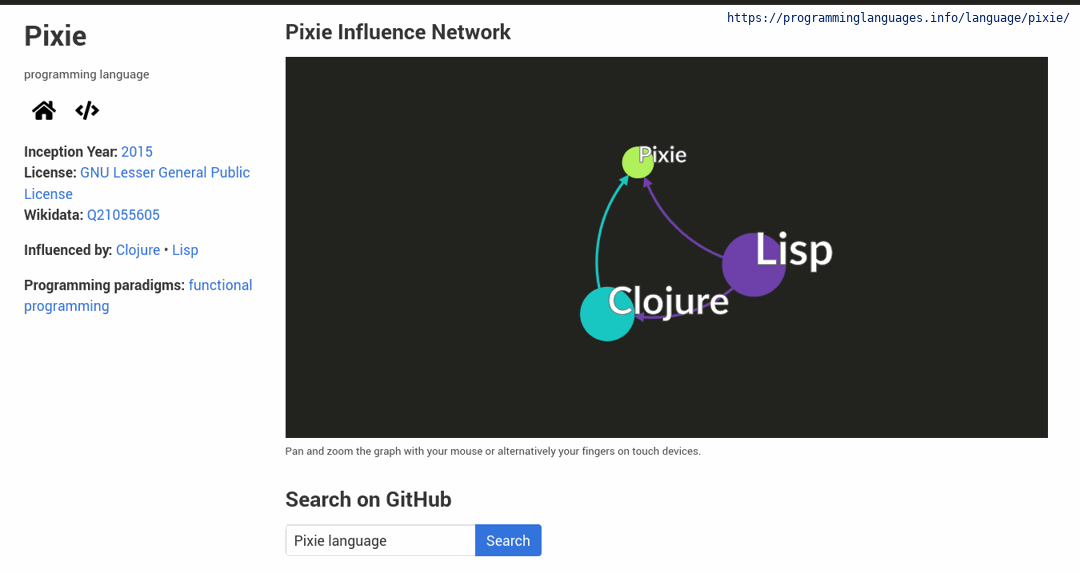 https://programminglanguages.info/language/pixie/
Pixie
programming language
Inception Year: 2015
License: GNU Lesser General Public
License
Wikidata: Q21055605
Influenced by: Clojure • Lisp
Programming paradigms: functional
programming
Pixie Influence Network
Pixie
Lisp
Clojure
Pan and zoom the graph with your mouse or alternatively your fingers on touch devices.
Search on GitHub
Pixie language
Search